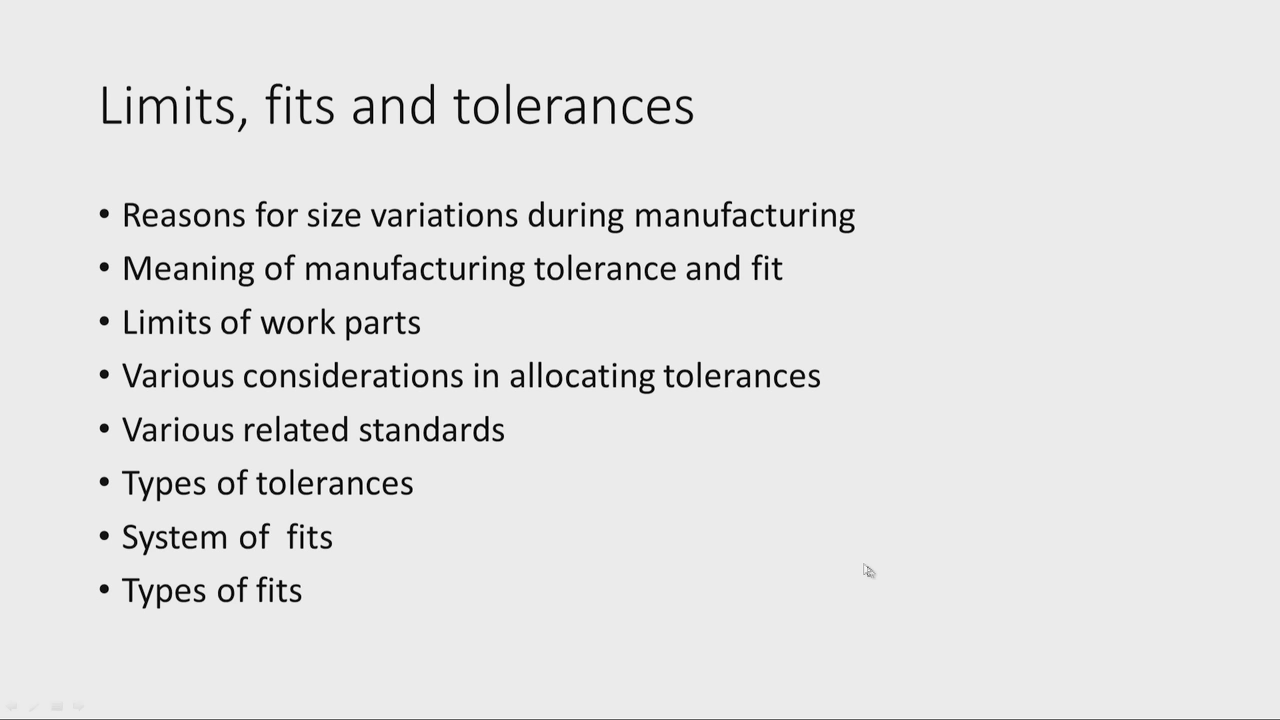 Limits, fits and tolerances
• Reasons for size variations during manufacturing
• Meaning of manufacturing tolerance and fit
• Limits of work parts
• Various considerations in allocating tolerances
• Various related standards
• Types of tolerances
• System of  fits
• Types of fits